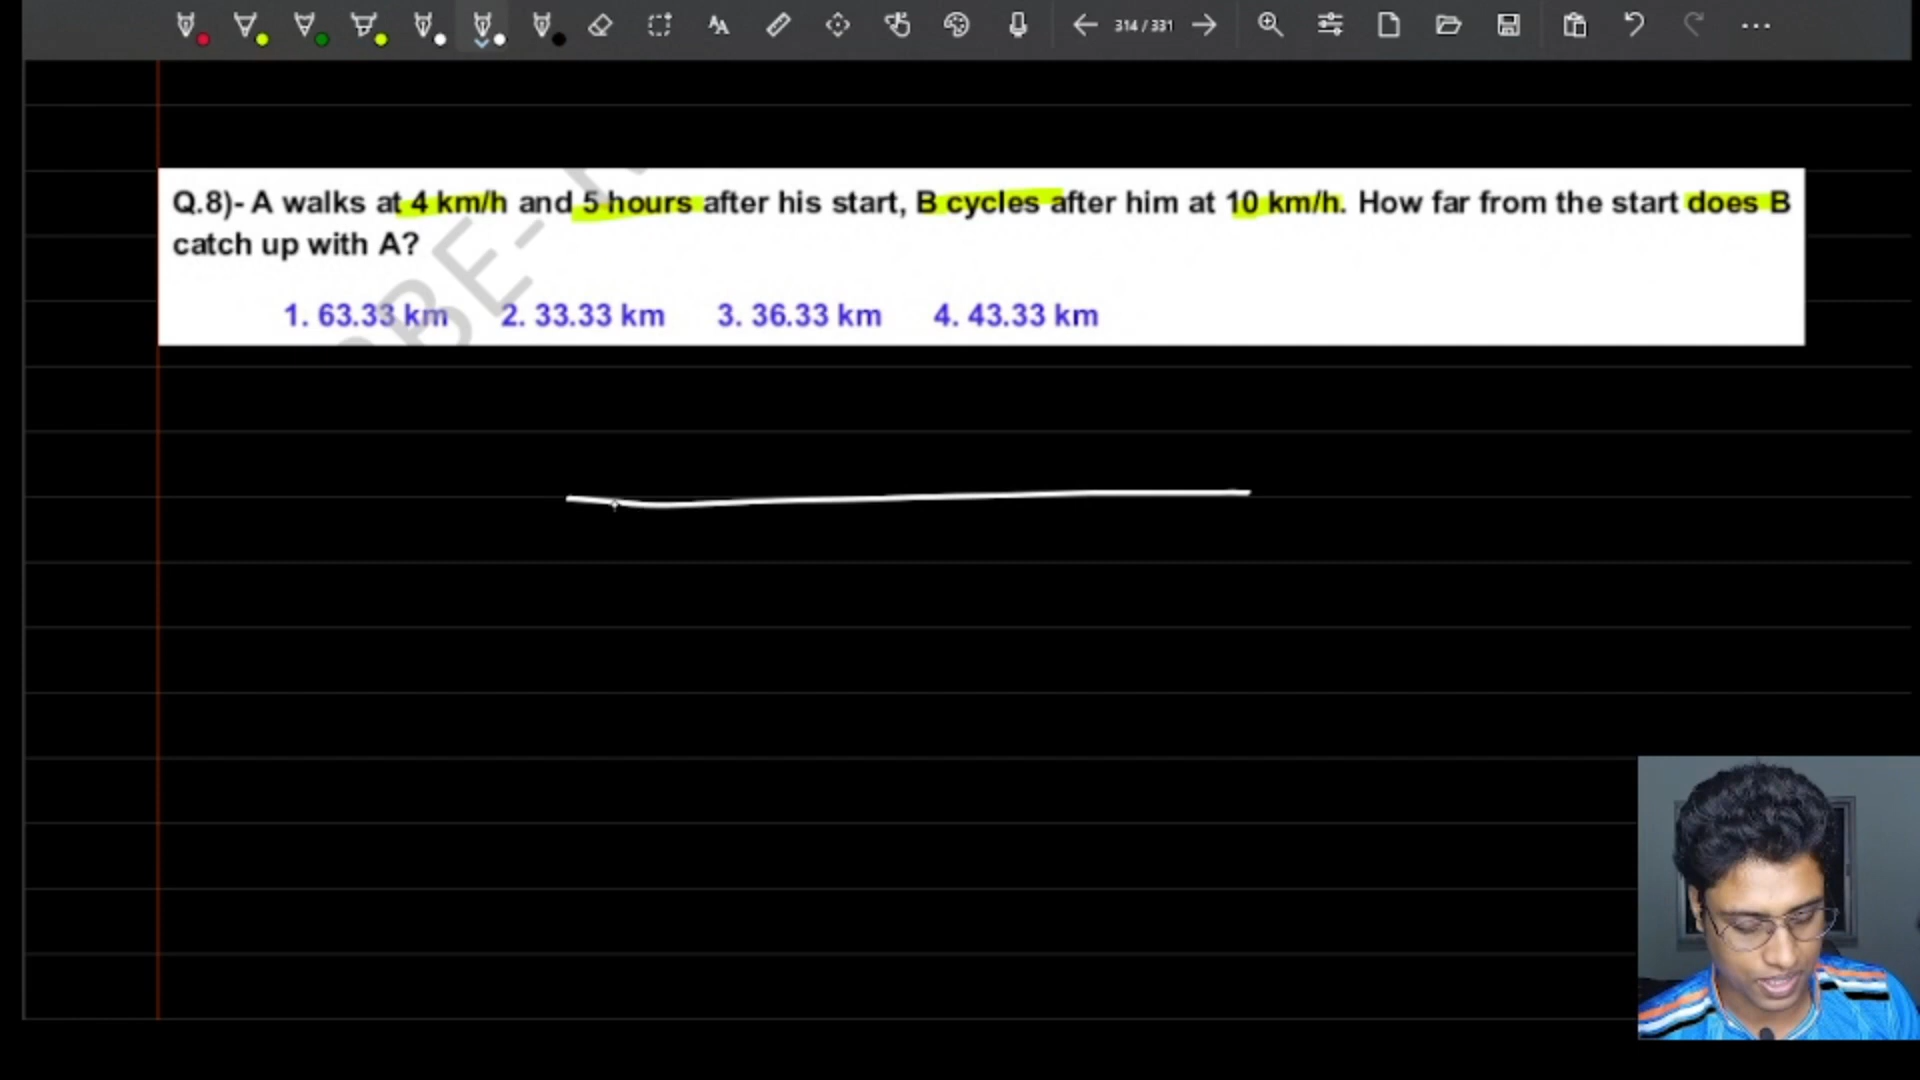 314 / 331
Q.8)- A walks at 4 km/h and 5 hours after his start, B cycles after him at 10 km/h. How far from the start does B
catch up with A?
1. 63.33 km 2. 33.33 km 3. 36.33 km 4. 43.33 km